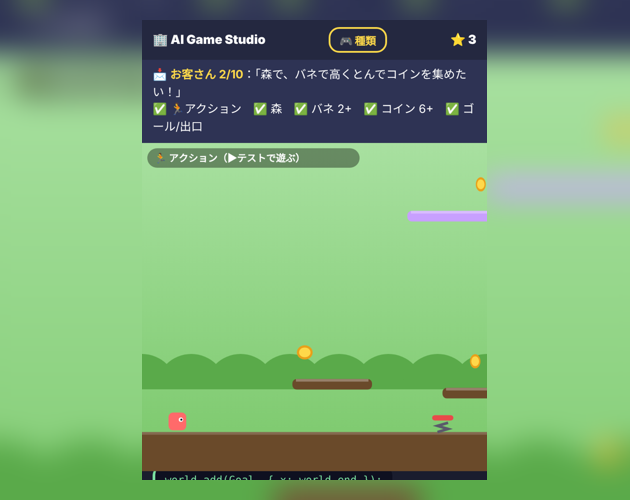 🏢 AI Game Studio
🎮 種類
⭐ 3
📩 お客さん 2/10：「森で、バネで高くとんでコインを集めた
い！」
✅ 🏃アクション ✅ 森 ✅ バネ 2+ ✅ コイン 6+ ✅ ゴ
ール/出口
🏃 アクション（▶テストで遊ぶ）
world.add(Goal, { x: world.end });